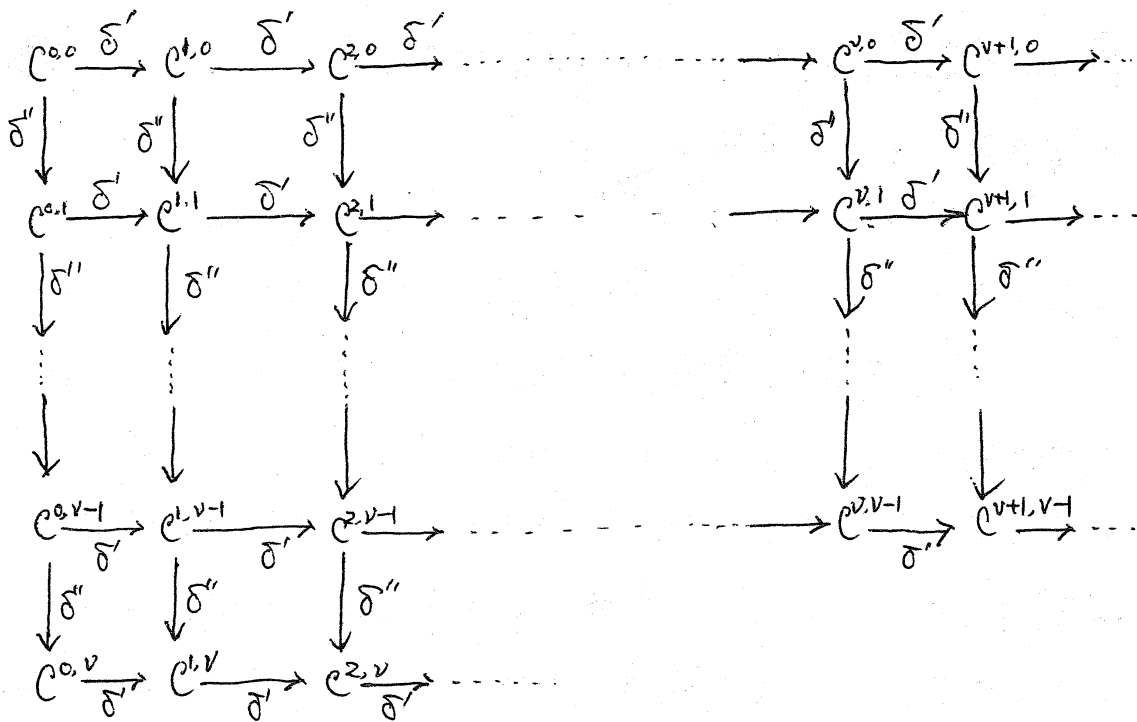 C^{0,0} δ' C^{1,0} δ' C^{2,0} δ' ........ C^{ν,0} δ' C^{ν+1,0} ....
δ'' δ'' δ'' δ' δ''
C^{0,1} δ' C^{1,1} δ' C^{2,1} ........ C^{ν,1} δ' C^{ν+1,1} ....
δ'' δ'' δ'' δ'' δ''
C^{0,ν-1} δ' C^{1,ν-1} δ' C^{2,ν-1} ........ C^{ν,ν-1} δ' C^{ν+1,ν-1} ....
δ'' δ'' δ''
C^{0,ν} δ' C^{1,ν} δ' C^{2,ν} δ' ........